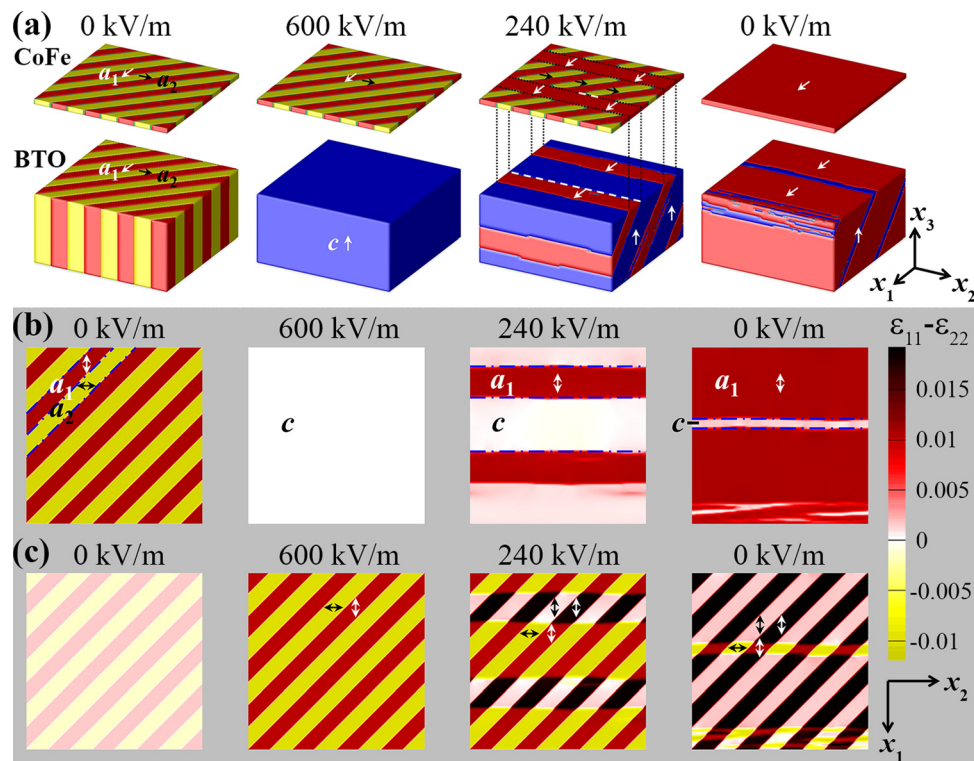 (a) 0 kV/m 600 kV/m 240 kV/m 0 kV/m
CoFe
a₁ a₂
BTO
a₁ a₂
c
x₃
x₁ x₂
(b) 0 kV/m 600 kV/m 240 kV/m 0 kV/m ε₁₁-ε₂₂
a₁
a₂
c
a₁
c
a₁
c
0.015
0.01
0.005
0
-0.005
-0.01
(c) 0 kV/m 600 kV/m 240 kV/m 0 kV/m
x₂
x₁